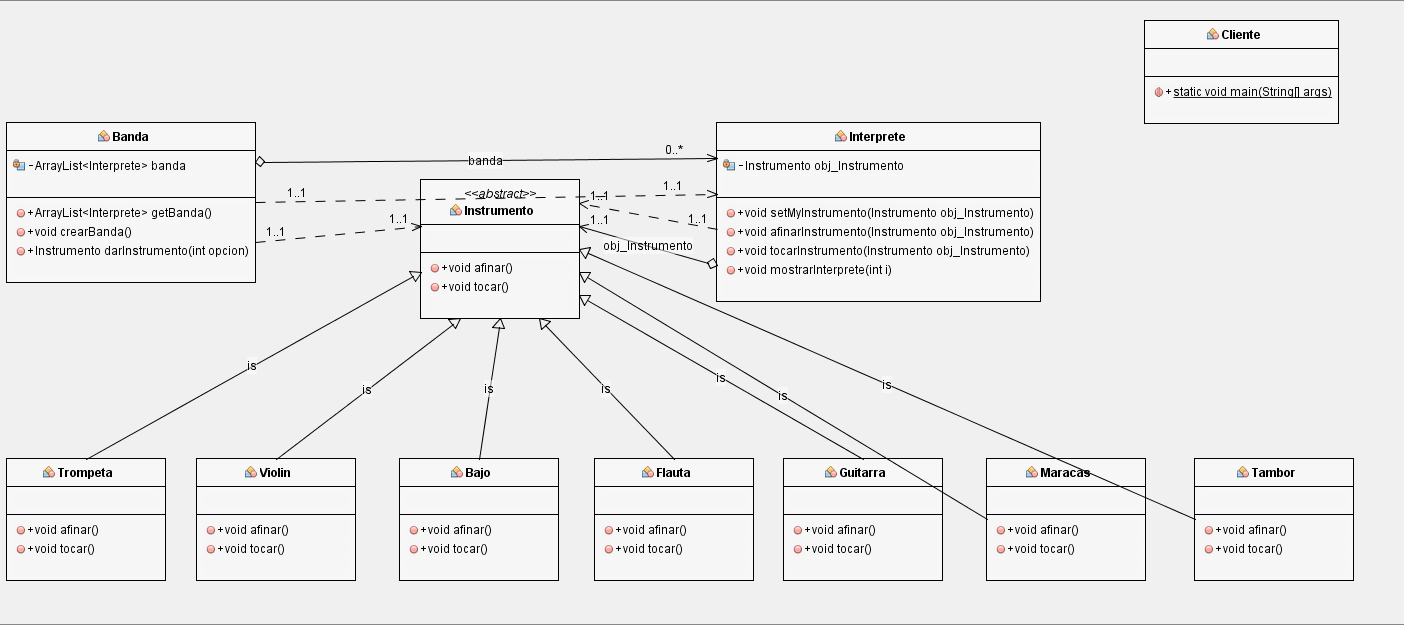 Cliente
+static void main(String[] args)
Banda
-ArrayList<Interprete> banda
+ArrayList<Interprete> getBanda()
+void crearBanda()
+Instrumento darInstrumento(int opcion)
banda
0..*
1..1
1..1
1..1
1..1
1..1
1..1
1..1
obj_Instrumento
<<abstract>>
Instrumento
+void afinar()
+void tocar()
Interprete
-Instrumento obj_Instrumento
+void setMyInstrumento(Instrumento obj_Instrumento)
+void afinarInstrumento(Instrumento obj_Instrumento)
+void tocarInstrumento(Instrumento obj_Instrumento)
+void mostrarInterprete(int i)
is
is
is
is
is
is
is
Trompeta
+void afinar()
+void tocar()
Violin
+void afinar()
+void tocar()
Bajo
+void afinar()
+void tocar()
Flauta
+void afinar()
+void tocar()
Guitarra
+void afinar()
+void tocar()
Maracas
+void afinar()
+void tocar()
Tambor
+void afinar()
+void tocar()